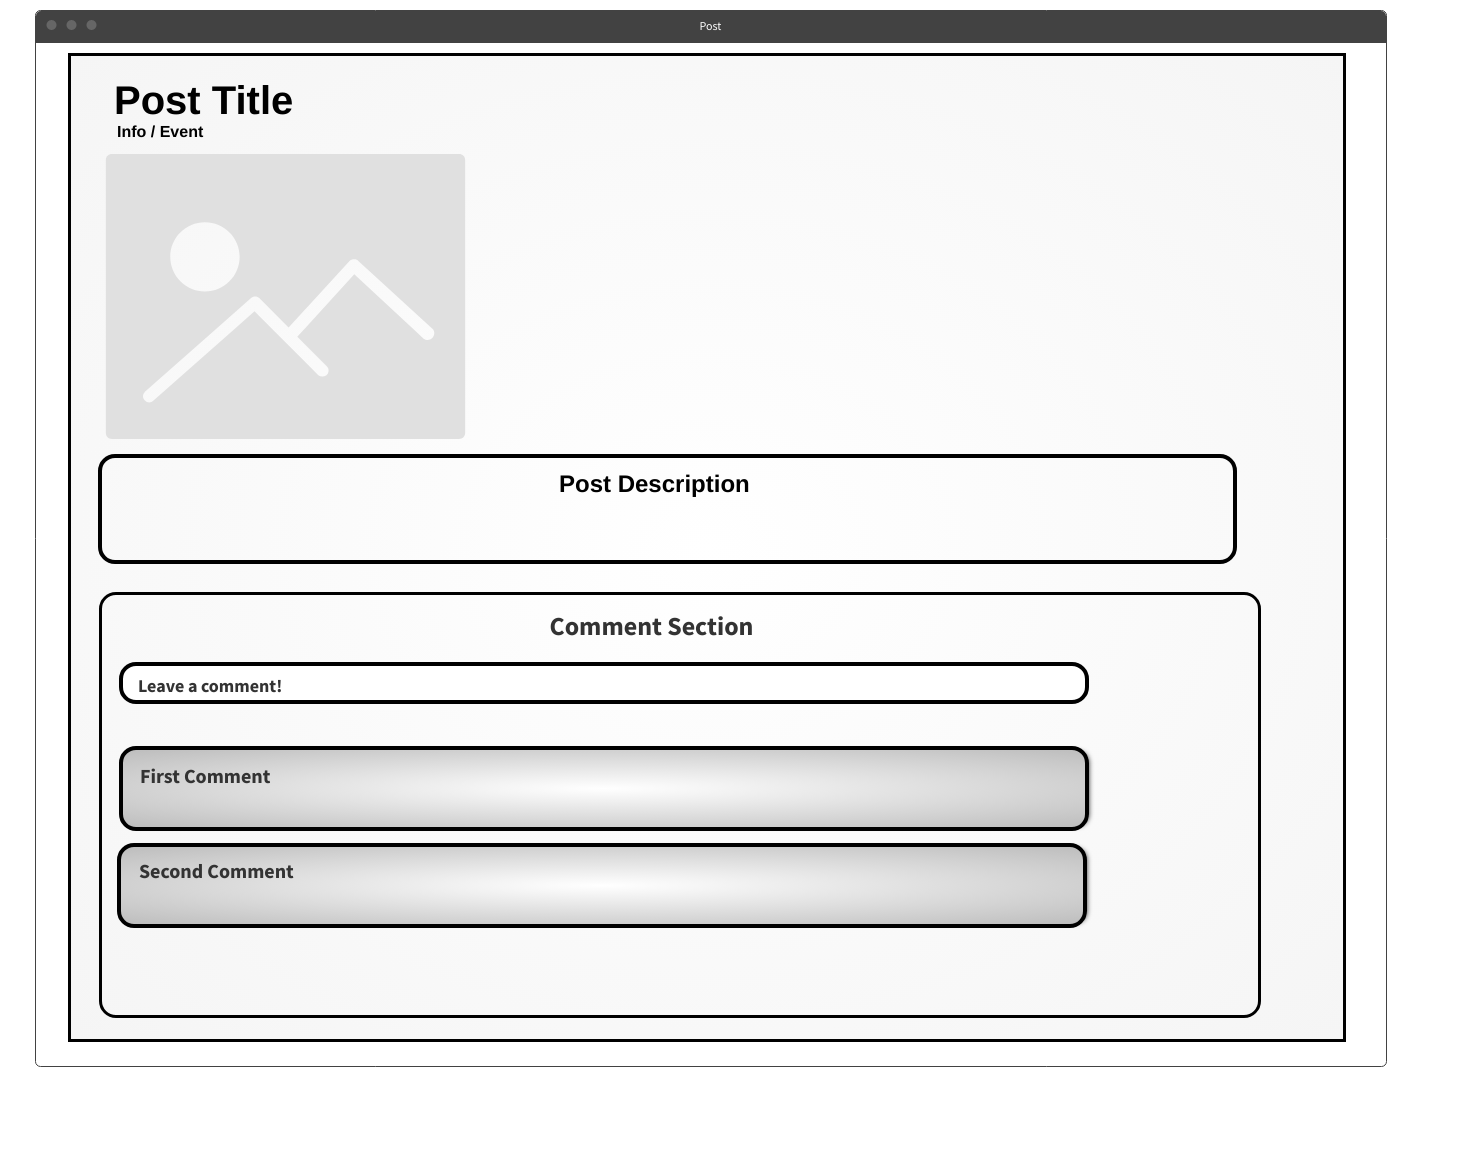 Post
Post Title
Info / Event
Post Description
Comment Section
Leave a comment!
First Comment
Second Comment